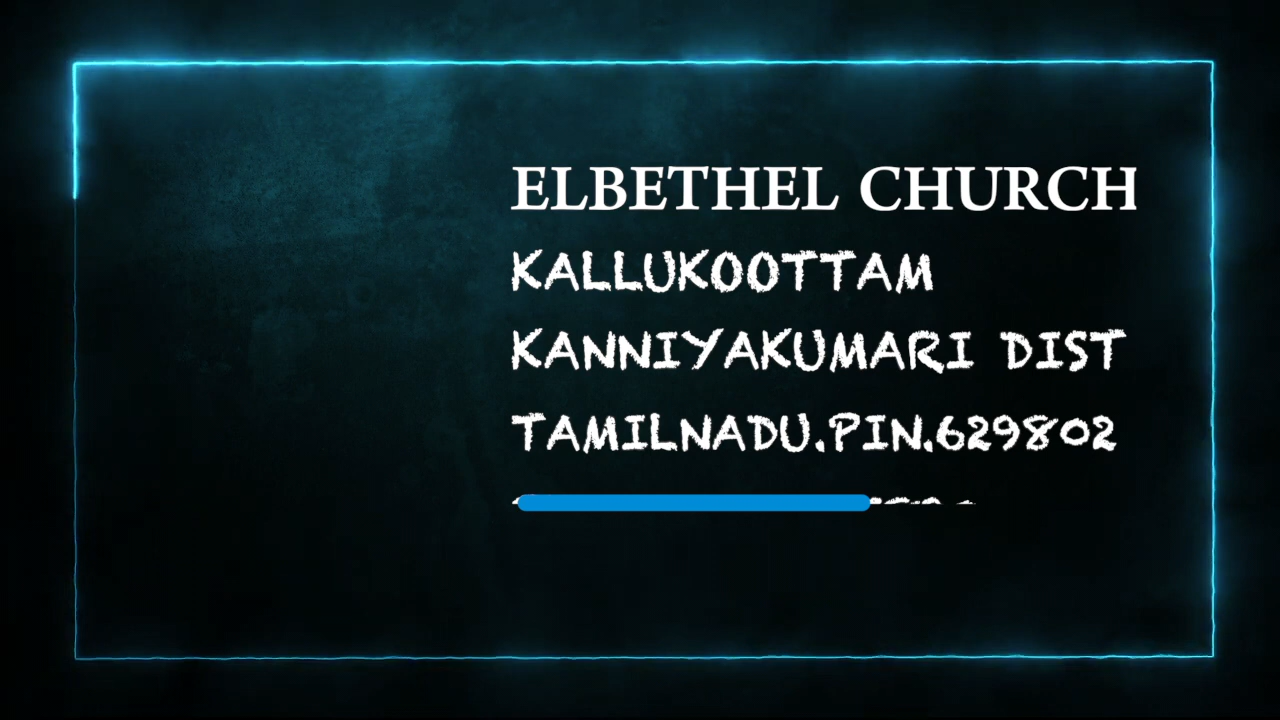 ELBETHEL CHURCH
KALLUKOOTTAM
KANNIYAKUMARI DIST
TAMILNADU.PIN.629802